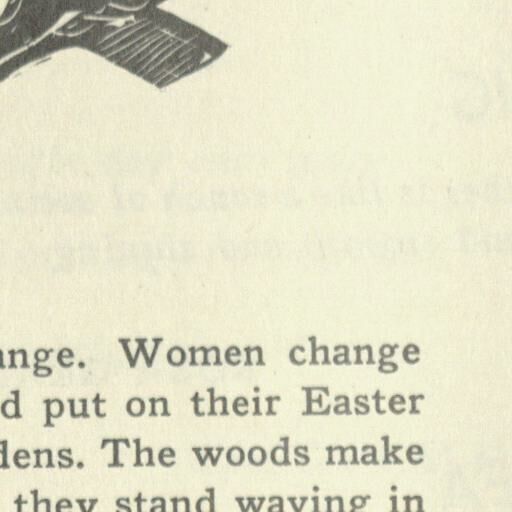 ange. Women change
d put on their Easter
dens. The woods make
they stand waving in